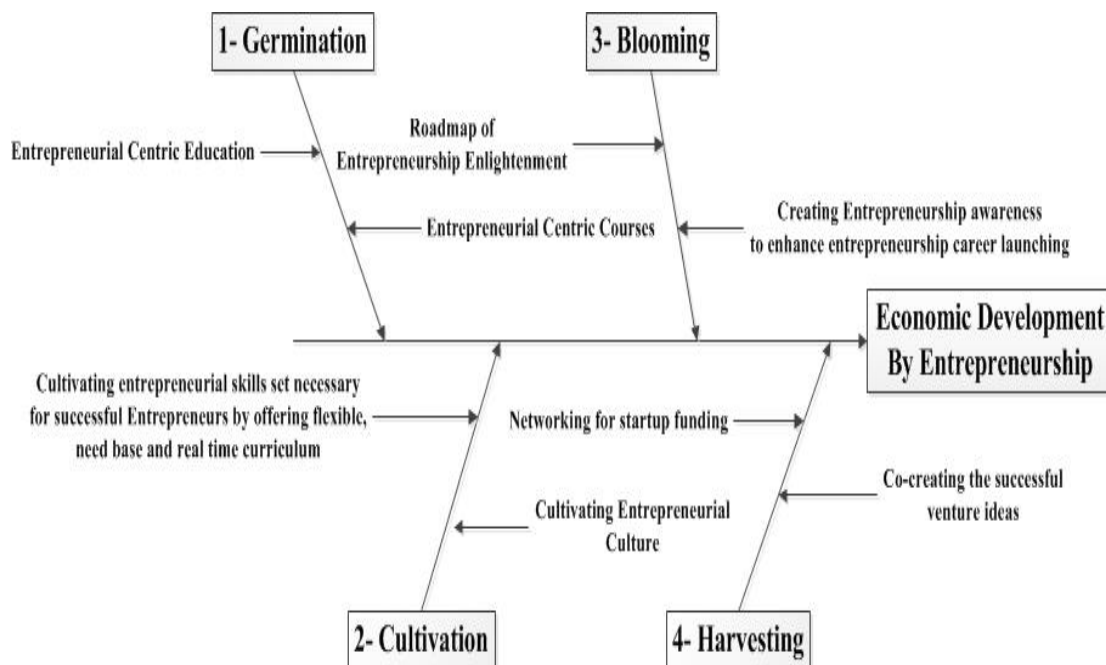 1- Germination
3- Blooming
Entrepreneurial Centric Education
Roadmap of
Entrepreneurship Enlightenment
Entrepreneurial Centric Courses
Creating Entrepreneurship awareness
to enhance entrepreneurship career launching
Economic Development
By Entrepreneurship
Cultivating entrepreneurial skills set necessary
for successful Entrepreneurs by offering flexible,
need base and real time curriculum
Networking for startup funding
Cultivating Entrepreneurial
Culture
Co-creating the successful
venture ideas
2- Cultivation
4- Harvesting